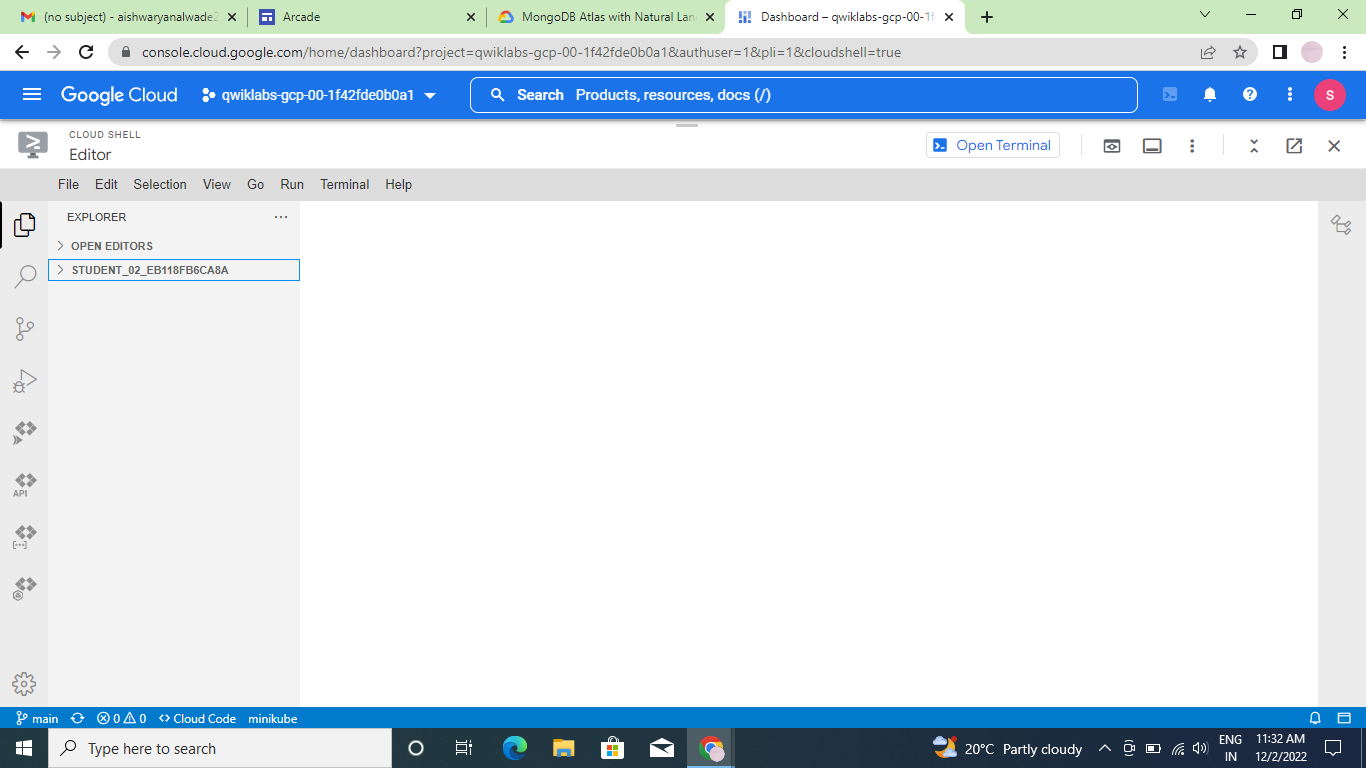 (no subject) - aishwaryanalwade2
Arcade
MongoDB Atlas with Natural Lan
Dashboard – qwiklabs-gcp-00-1f
console.cloud.google.com/home/dashboard?project=qwiklabs-gcp-00-1f42fde0b0a1&authuser=1&pli=1&cloudshell=true
Google Cloud
qwiklabs-gcp-00-1f42fde0b0a1
Search Products, resources, docs (/)
S
CLOUD SHELL
Editor
Open Terminal
File Edit Selection View Go Run Terminal Help
EXPLORER
OPEN EDITORS
STUDENT_02_EB118FB6CA8A
API
main
0 0
Cloud Code
minikube
Type here to search
20°C Partly cloudy
ENG
IN
11:32 AM
12/2/2022